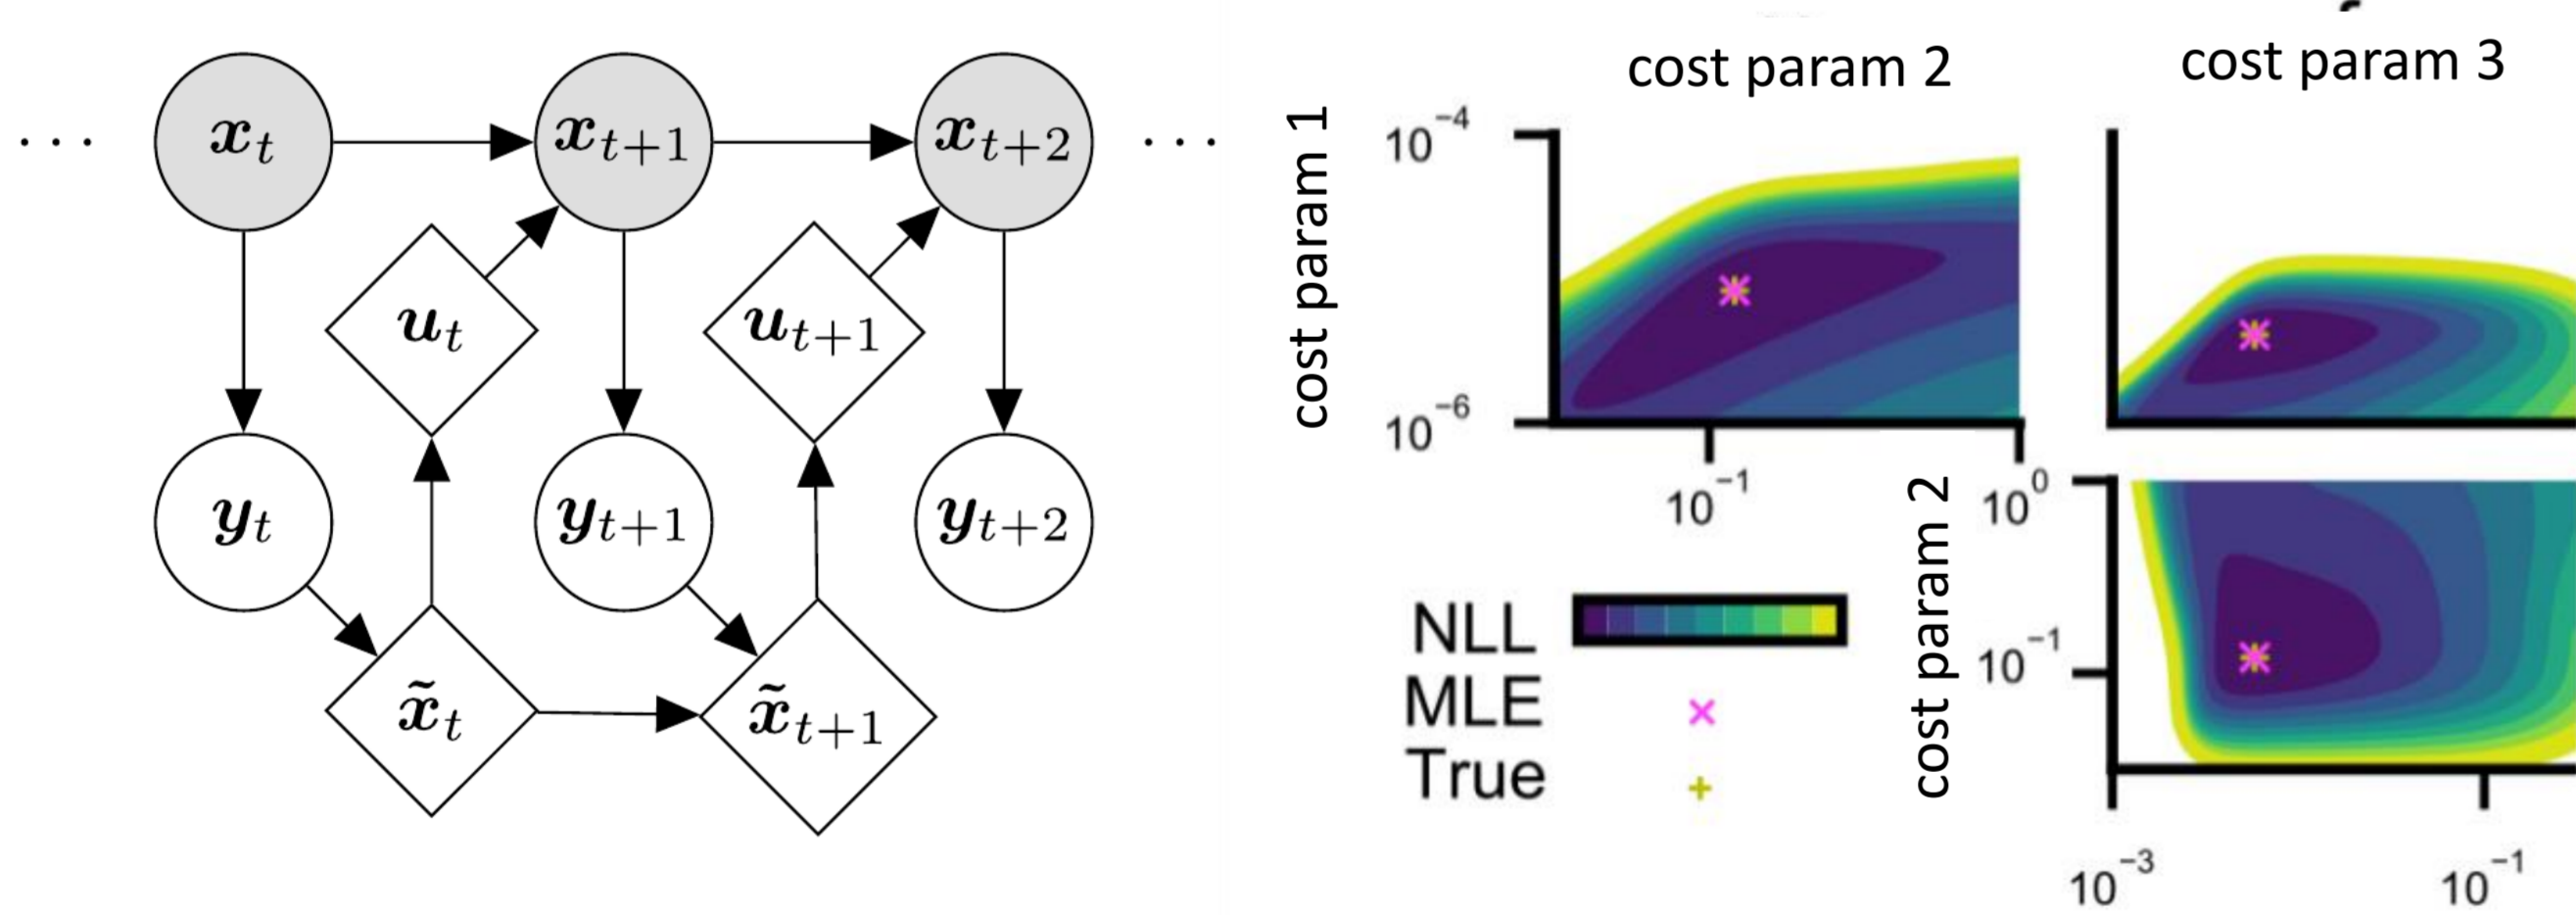 ··· x_t x_{t+1} x_{t+2} ···
u_t u_{t+1}
y_t y_{t+1} y_{t+2}
x̃_t x̃_{t+1}
cost param 2
cost param 3
cost param 1
10^{−4}
10^{−6}
10^{−1}
10^{0}
cost param 2
10^{−1}
10^{−3}
10^{−1}
NLL
MLE
True